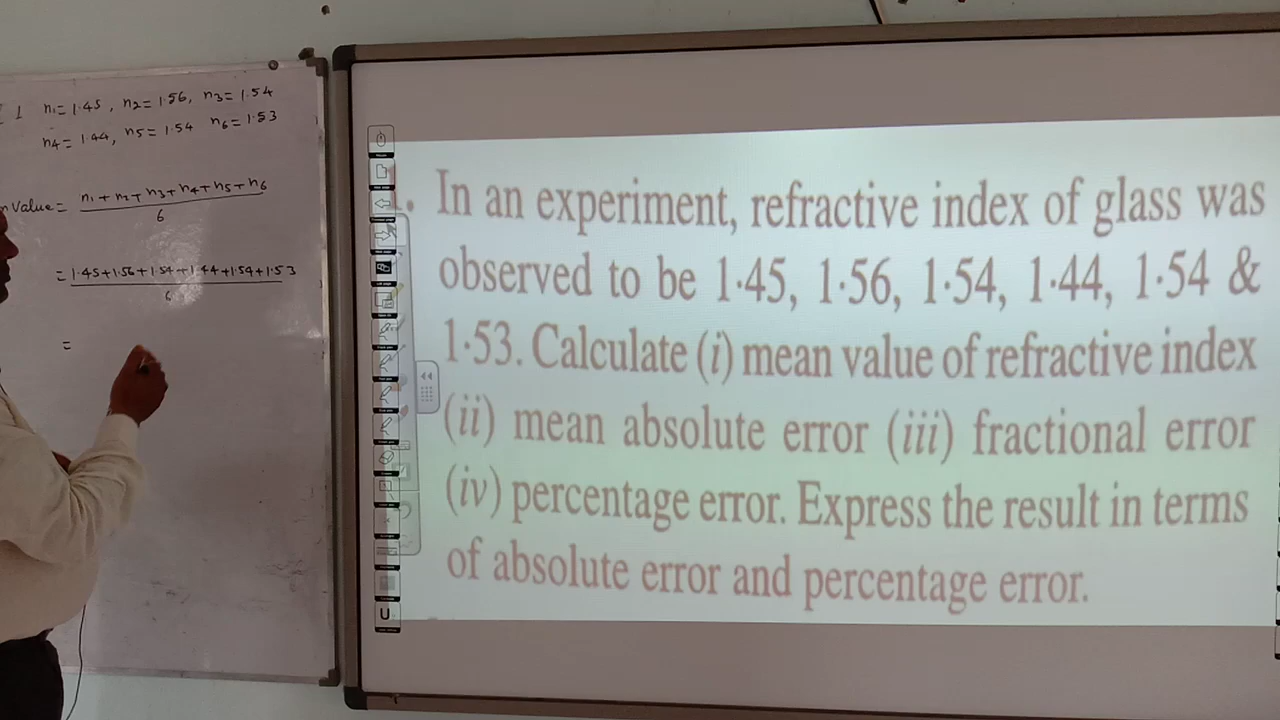 1 n1 = 1.45, n2 = 1.56, n3 = 1.54
n4 = 1.44, n5 = 1.54 n6 = 1.53
Value = n1 + n2 + n3 + n4 + n5 + n6
6
= 1.45+1.56+1.54+1.44+1.54+1.53
6
=
In an experiment, refractive index of glass was
observed to be 1·45, 1·56, 1·54, 1·44, 1·54 &
1·53. Calculate (i) mean value of refractive index
(ii) mean absolute error (iii) fractional error
(iv) percentage error. Express the result in terms
of absolute error and percentage error.